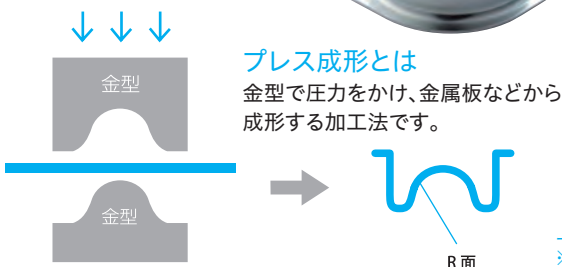 プレス成形とは
金型で圧力をかけ、金属板などから
成形する加工法です。
金型
金型
R面